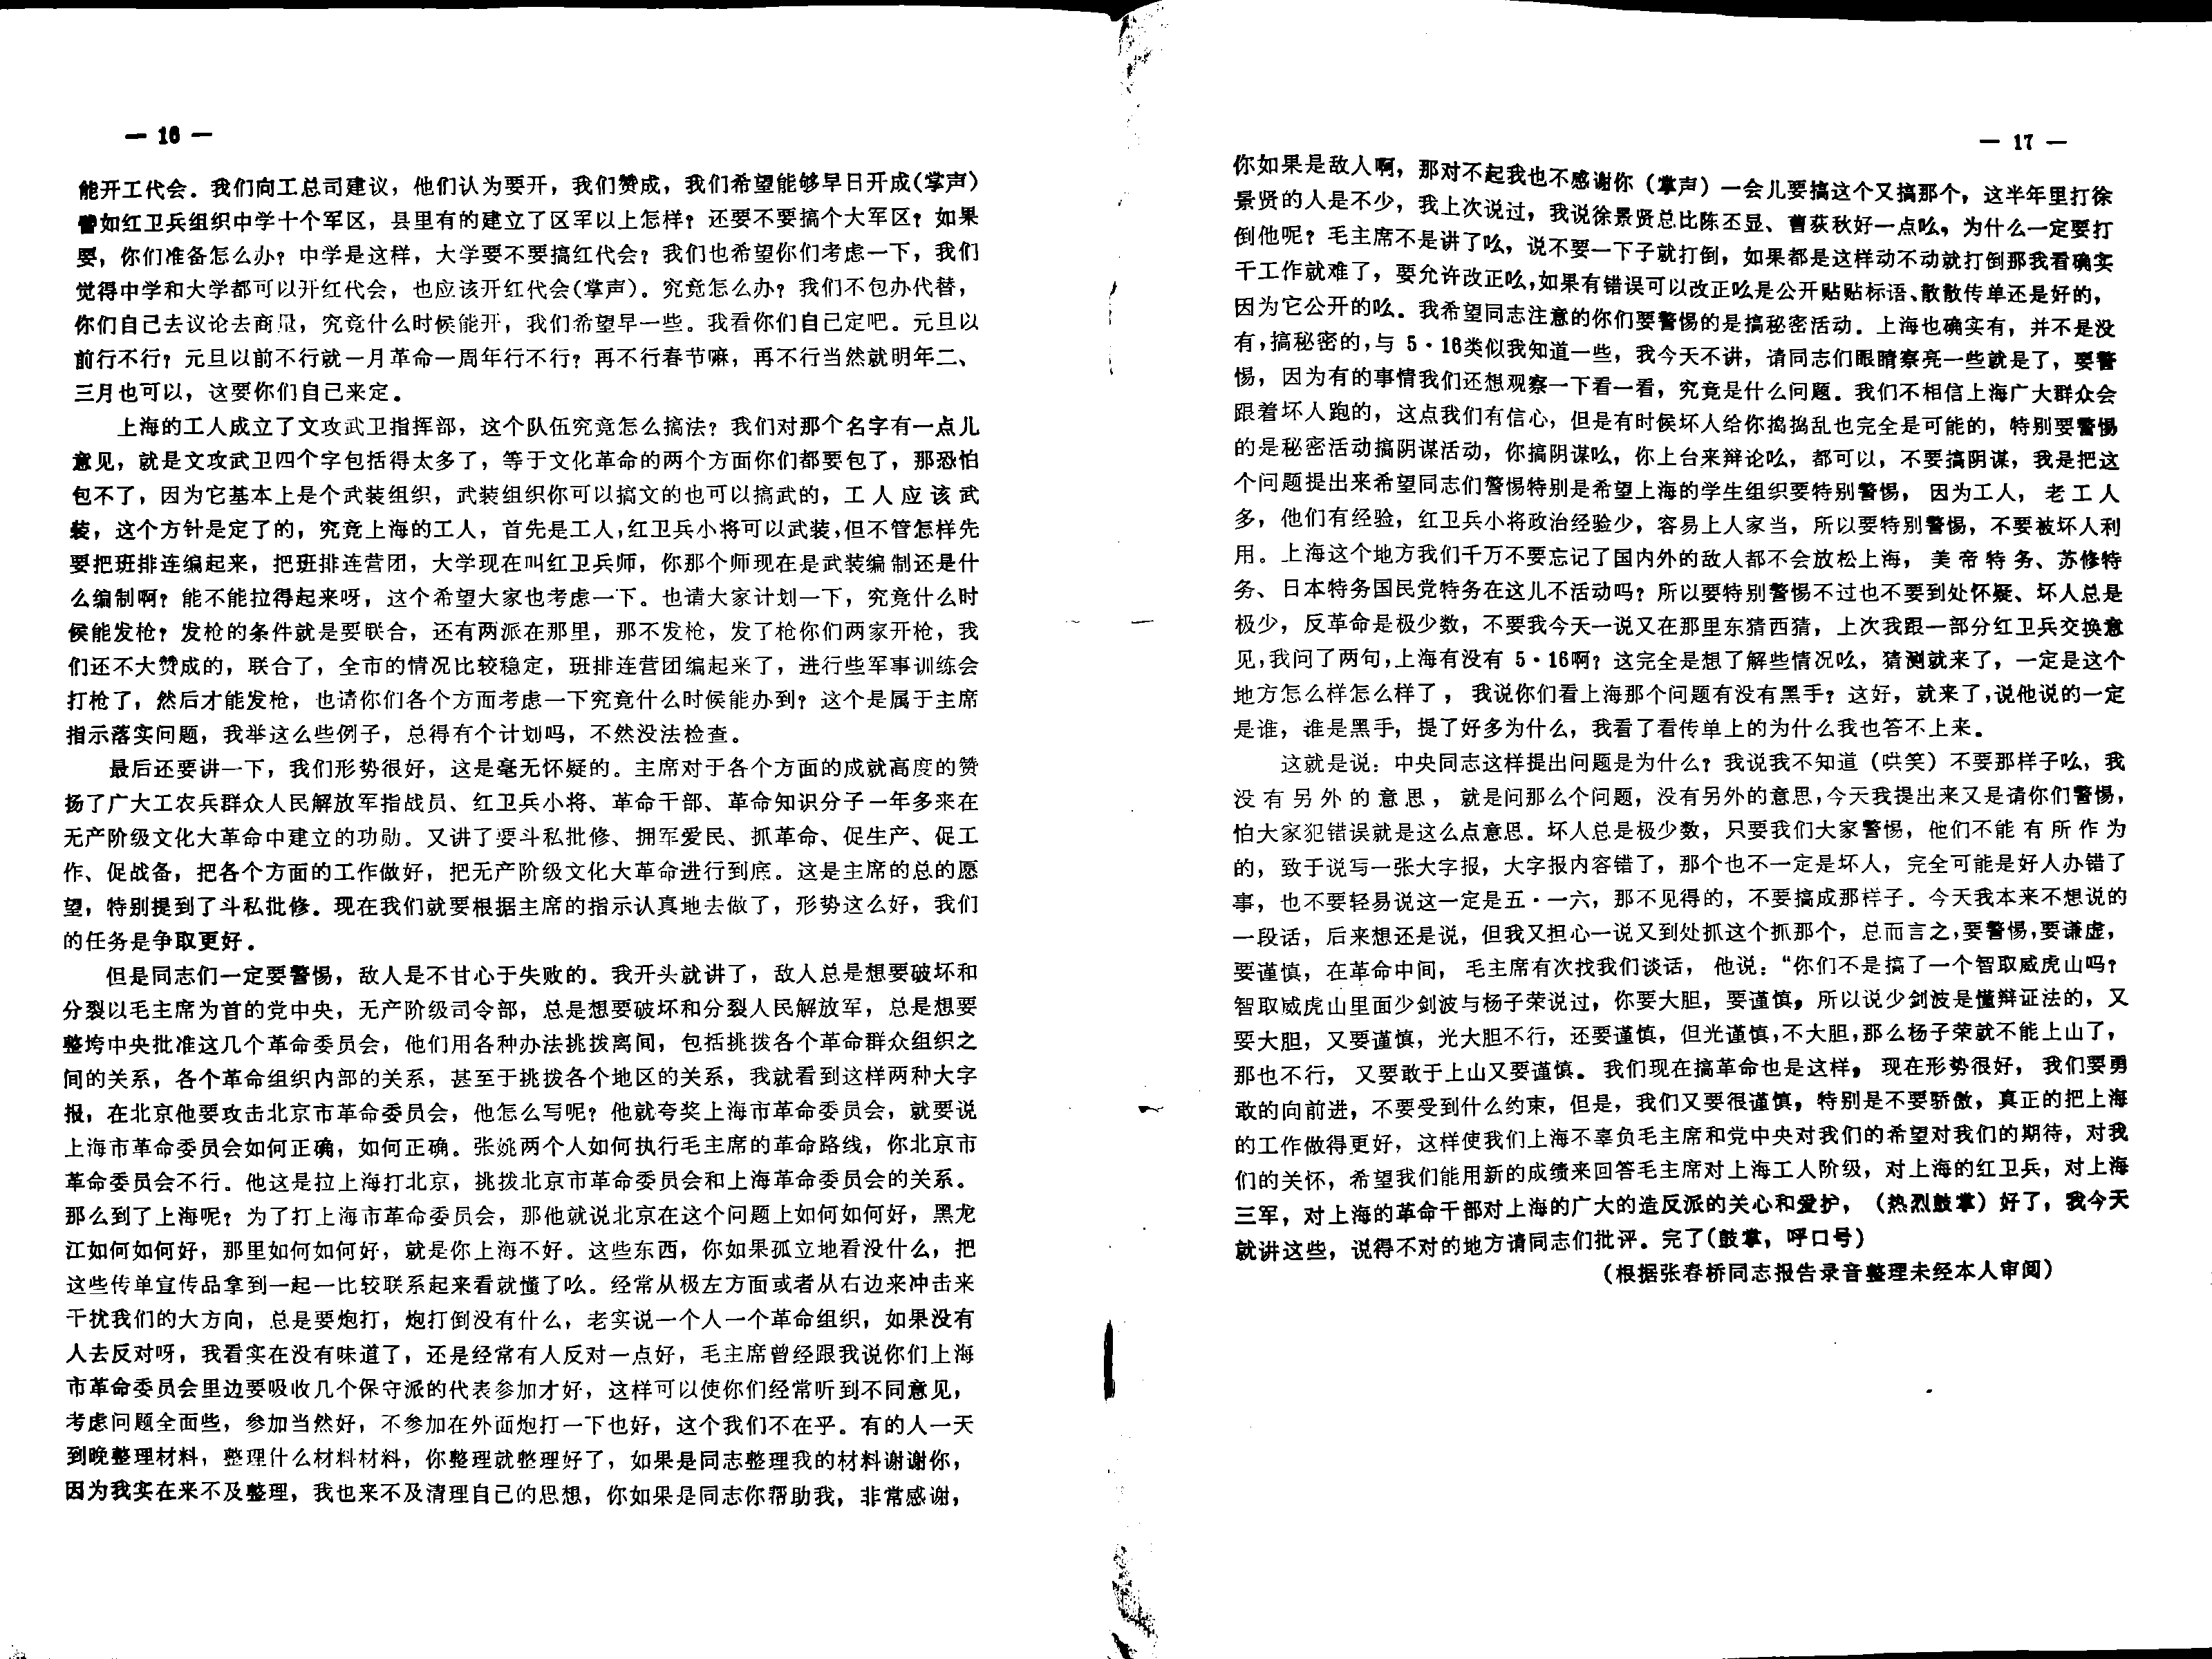 — 16 —
能开工代会。我们向工总司建议，他们认为要开，我们赞成，我们希望能够早日开成(掌声)
譬如红卫兵组织中学十个军区，县里有的建立了区军以上怎样？还要不要搞个大军区？如果
要，你们准备怎么办？中学是这样，大学要不要搞红代会？我们也希望你们考虑一下，我们
觉得中学和大学都可以开红代会，也应该开红代会(掌声)。究竟怎么办？我们不包办代替，
你们自己去议论去商量，究竟什么时候能开，我们希望早一些。我看你们自己定吧。元旦以
前行不行？元旦以前不行就一月革命一周年行不行？再不行春节嘛，再不行当然就明年二、
三月也可以，这要你们自己来定。
上海的工人成立了文攻武卫指挥部，这个队伍究竟怎么搞法？我们对那个名字有一点儿
意见，就是文攻武卫四个字包括得太多了，等于文化革命的两个方面你们都要包了，那恐怕
包不了，因为它基本上是个武装组织，武装组织你可以搞文的也可以搞武的，工人应该武
装，这个方针是定了的，究竟上海的工人，首先是工人，红卫兵小将可以武装，但不管怎样先
要把班排连编起来，把班排连营团，大学现在叫红卫兵师，你那个师现在是武装编制还是什
么编制啊？能不能拉得起来呀，这个希望大家也考虑一下。也请大家计划一下，究竟什么时
候能发枪？发枪的条件就是要联合，还有两派在那里，那不发枪，发了枪你们两家开枪，我
们还不大赞成的，联合了，全市的情况比较稳定，班排连营团编起来了，进行些军事训练会
打枪了，然后才能发枪，也请你们各个方面考虑一下究竟什么时候能办到？这个是属于主席
指示落实问题，我举这么些例子，总得有个计划吗，不然没法检查。
最后还要讲一下，我们形势很好，这是毫无怀疑的。主席对于各个方面的成就高度的赞
扬了广大工农兵群众人民解放军指战员、红卫兵小将、革命干部、革命知识分子一年多来在
无产阶级文化大革命中建立的功勋。又讲了要斗私批修、拥军爱民、抓革命、促生产、促工
作、促战备，把各个方面的工作做好，把无产阶级文化大革命进行到底。这是主席的总的愿
望，特别提到了斗私批修。现在我们就要根据主席的指示认真地去做了，形势这么好，我们
的任务是争取更好。
但是同志们一定要警惕，敌人是不甘心于失败的。我开头就讲了，敌人总是想要破坏和
分裂以毛主席为首的党中央，无产阶级司令部，总是想要破坏和分裂人民解放军，总是想要
整垮中央批准这几个革命委员会，他们用各种办法挑拨离间，包括挑拨各个革命群众组织之
间的关系，各个革命组织内部的关系，甚至于挑拨各个地区的关系，我就看到这样两种大字
报，在北京他要攻击北京市革命委员会，他怎么写呢？他就夸奖上海市革命委员会，就要说
上海市革命委员会如何正确，如何正确。张姚两个人如何执行毛主席的革命路线，你北京市
革命委员会不行。他这是拉上海打北京，挑拨北京市革命委员会和上海革命委员会的关系。
那么到了上海呢？为了打上海市革命委员会，那他就说北京在这个问题上如何如何好，黑龙
江如何如何好，那里如何如何好，就是你上海不好。这些东西，你如果孤立地看没什么，把
这些传单宣传品拿到一起一比较联系起来看就懂了么。经常从极左方面或者从右边来冲击来
干扰我们的大方向，总是要炮打，炮打倒没有什么，老实说一个人一个革命组织，如果没有
人去反对呀，我看实在没有味道了，还是经常有人反对一点好，毛主席曾经跟我说你们上海
市革命委员会里边要吸收几个保守派的代表参加才好，这样可以使你们经常听到不同意见，
考虑问题全面些，参加当然好，不参加在外面炮打一下也好，这个我们不在乎。有的人一天
到晚整理材料，整理什么材料材料，你整理就整理好了，如果是同志整理我的材料谢谢你，
因为我实在来不及整理，我也来不及清理自己的思想，你如果是同志你帮助我，非常感谢，
— 17 —
你如果是敌人啊，那对不起我也不感谢你（掌声）一会儿要搞这个又搞那个，这半年里打徐
景贤的人是不少，我上次说过，我说徐景贤总比陈丕显、曹荻秋好一点么，为什么一定要打
倒他呢？毛主席不是讲了么，说不要一下子就打倒，如果都是这样动不动就打倒那我看确实
干工作就难了，要允许改正么，如果有错误可以改正么是公开贴贴标语、散散传单还是好的，
因为它公开的么。我希望同志注意的你们要警惕的是搞秘密活动。上海也确实有，并不是没
有，搞秘密的，与 5·16类似我知道一些，我今天不讲，请同志们眼睛察亮一些就是了，要警
惕，因为有的事情我们还想观察一下看一看，究竟是什么问题。我们不相信上海广大群众会
跟着坏人跑的，这点我们有信心，但是有时候坏人给你捣捣乱也完全是可能的，特别要警惕
的是秘密活动搞阴谋活动，你搞阴谋么，你上台来辩论么，都可以，不要搞阴谋，我是把这
个问题提出来希望同志们警惕特别是希望上海的学生组织要特别警惕，因为工人，老工人
多，他们有经验，红卫兵小将政治经验少，容易上人家当，所以要特别警惕，不要被坏人利
用。上海这个地方我们千万不要忘记了国内外的敌人都不会放松上海，美帝特务、苏修特
务、日本特务国民党特务在这儿不活动吗？所以要特别警惕不过也不要到处怀疑、坏人总是
极少，反革命是极少数，不要我今天一说又在那里东猜西猜，上次我跟一部分红卫兵交换意
见，我问了两句，上海有没有 5·16啊？这完全是想了解些情况么，猜测就来了，一定是这个
地方怎么样怎么样了，我说你们看上海那个问题有没有黑手？这好，就来了，说他说的一定
是谁，谁是黑手，提了好多为什么，我看了看传单上的为什么我也答不上来。
这就是说：中央同志这样提出问题是为什么？我说我不知道（哄笑）不要那样子么，我
没有另外的意思，就是问那么个问题，没有另外的意思，今天我提出来又是请你们警惕，
怕大家犯错误就是这么点意思。坏人总是极少数，只要我们大家警惕，他们不能有所作为
的，致于说写一张大字报，大字报内容错了，那个也不一定是坏人，完全可能是好人办错了
事，也不要轻易说这一定是五·一六，那不见得的，不要搞成那样子。今天我本来不想说的
一段话，后来想还是说，但我又担心一说又到处抓这个抓那个，总而言之，要警惕，要谦虚，
要谨慎，在革命中间，毛主席有次找我们谈话，他说：“你们不是搞了一个智取威虎山吗？
智取威虎山里面少剑波与杨子荣说过，你要大胆，要谨慎，所以说少剑波是懂辩证法的，又
要大胆，又要谨慎，光大胆不行，还要谨慎，但光谨慎，不大胆，那么杨子荣就不能上山了，
那也不行，又要敢于上山又要谨慎。我们现在搞革命也是这样，现在形势很好，我们要勇
敢的向前进，不要受到什么约束，但是，我们又要很谨慎，特别是不要骄傲，真正的把上海
的工作做得更好，这样使我们上海不辜负毛主席和党中央对我们的希望对我们的期待，对我
们的关怀，希望我们能用新的成绩来回答毛主席对上海工人阶级，对上海的红卫兵，对上海
三军，对上海的革命干部对上海的广大的造反派的关心和爱护，（热烈鼓掌）好了，我今天
就讲这些，说得不对的地方请同志们批评。完了(鼓掌，呼口号)
（根据张春桥同志报告录音整理未经本人审阅）